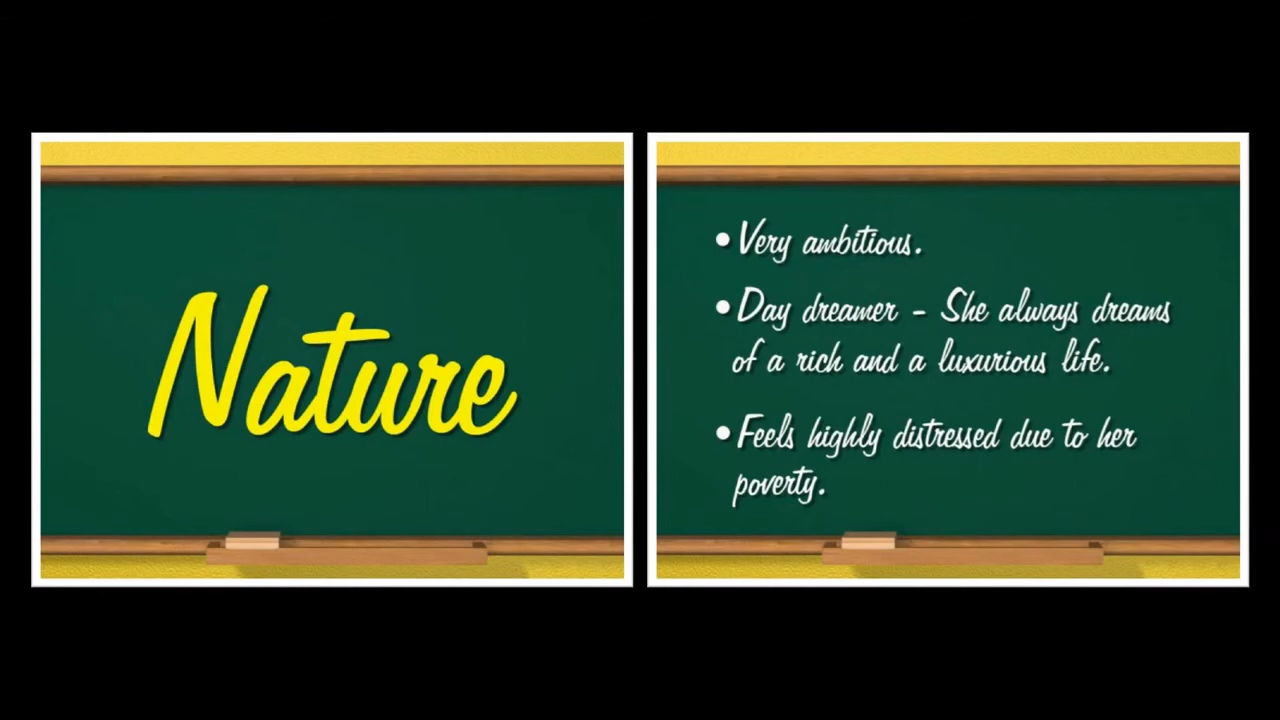 Nature
• Very ambitious.
• Day dreamer - She always dreams
of a rich and a luxurious life.
• Feels highly distressed due to her
poverty.